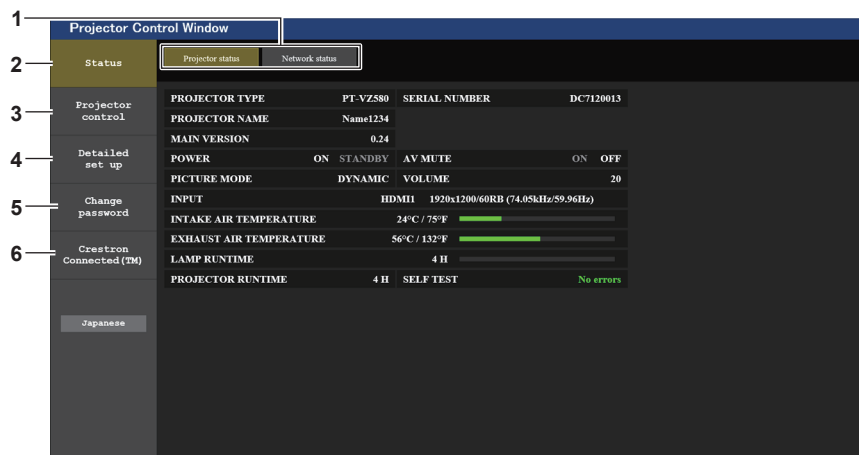 1
Projector Control Window
2
Status
Projector status
Network status
3
Projector
control
4
Detailed
set up
5
Change
password
6
Crestron
Connected(TM)
Japanese
PROJECTOR TYPE PT-VZ580 SERIAL NUMBER DC7120013
PROJECTOR NAME Name1234
MAIN VERSION 0.24
POWER ON STANDBY AV MUTE ON OFF
PICTURE MODE DYNAMIC VOLUME 20
INPUT HDMI1 1920x1200/60RB (74.05kHz/59.96Hz)
INTAKE AIR TEMPERATURE 24°C / 75°F
EXHAUST AIR TEMPERATURE 56°C / 132°F
LAMP RUNTIME 4 H
PROJECTOR RUNTIME 4 H SELF TEST No errors